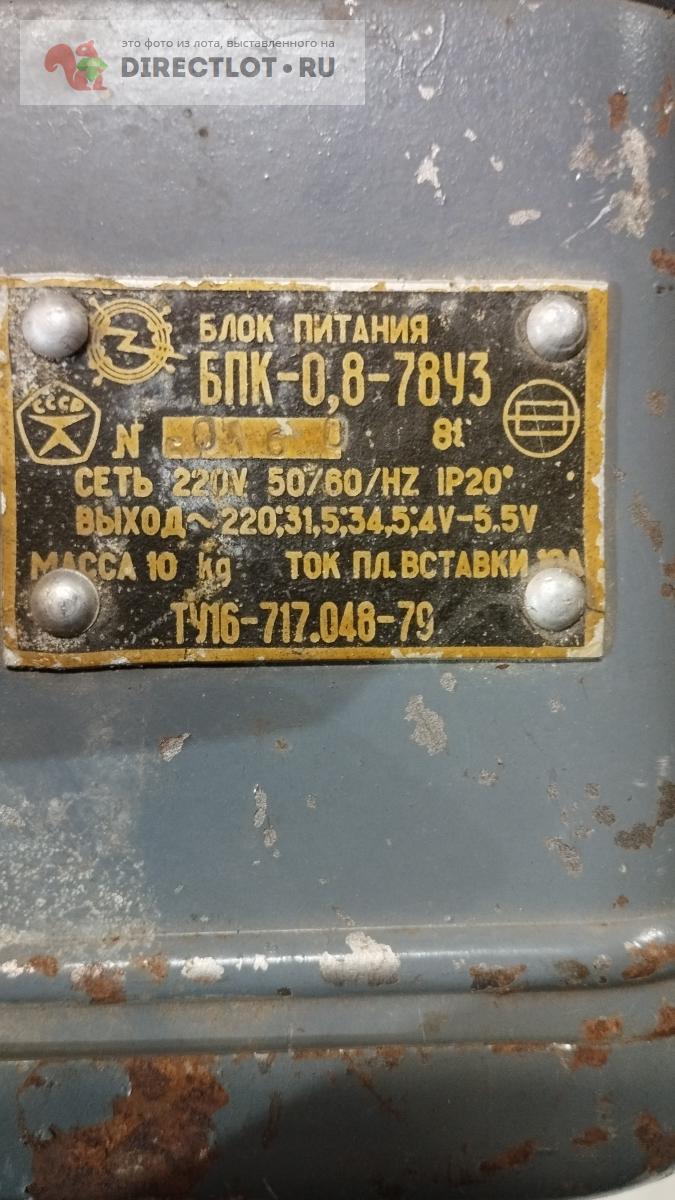 это фото из лота, выставленного на
DIRECTLOT.RU
БЛОК ПИТАНИЯ
БПК-0,8-78У3
СССР
N 8t
СЕТЬ 220V 50/60/HZ IP20°
ВЫХОД~220;31,5;34,5;4V-5.5V
МАССА 10 kg ТОК ПЛ.ВСТАВКИ
ТУ16-717.048-79